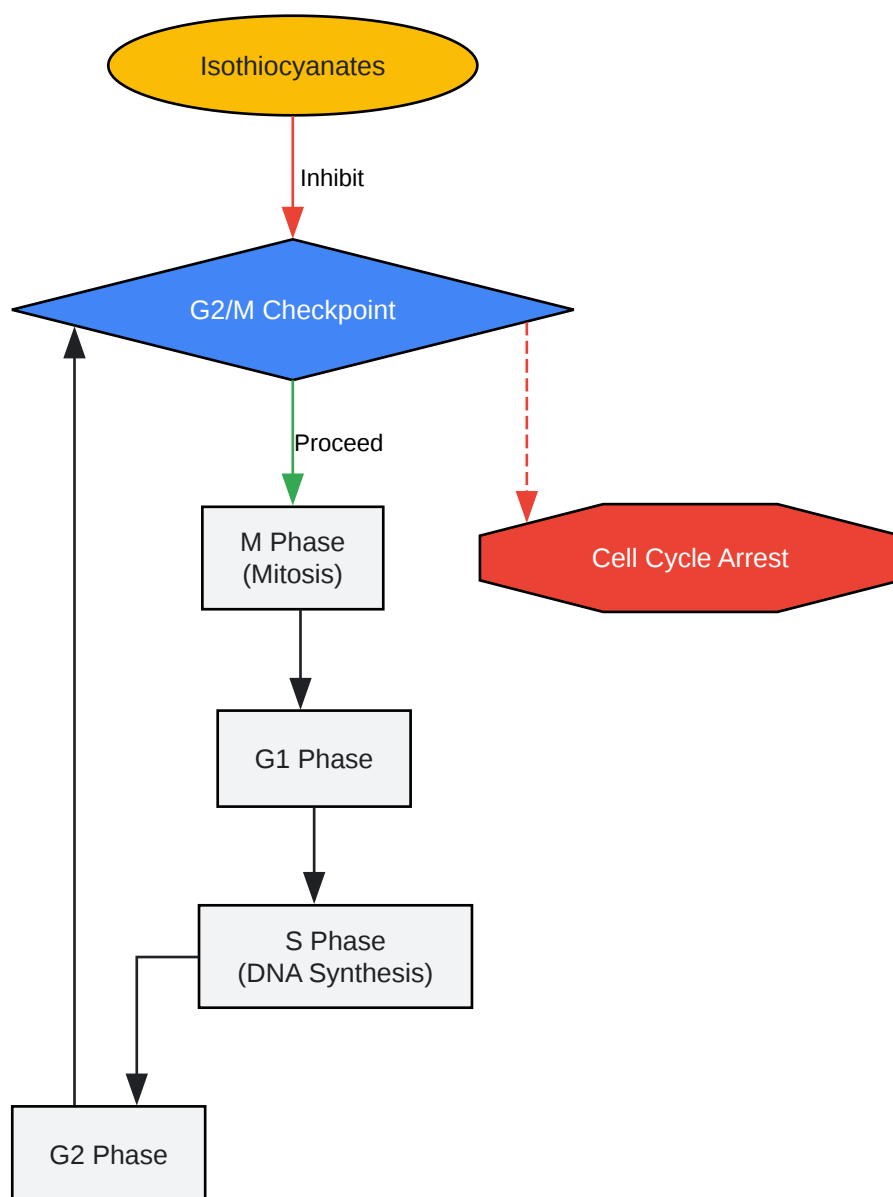 Isothiocyanates
Inhibit
G2/M Checkpoint
Proceed
M Phase
(Mitosis)
Cell Cycle Arrest
G1 Phase
S Phase
(DNA Synthesis)
G2 Phase